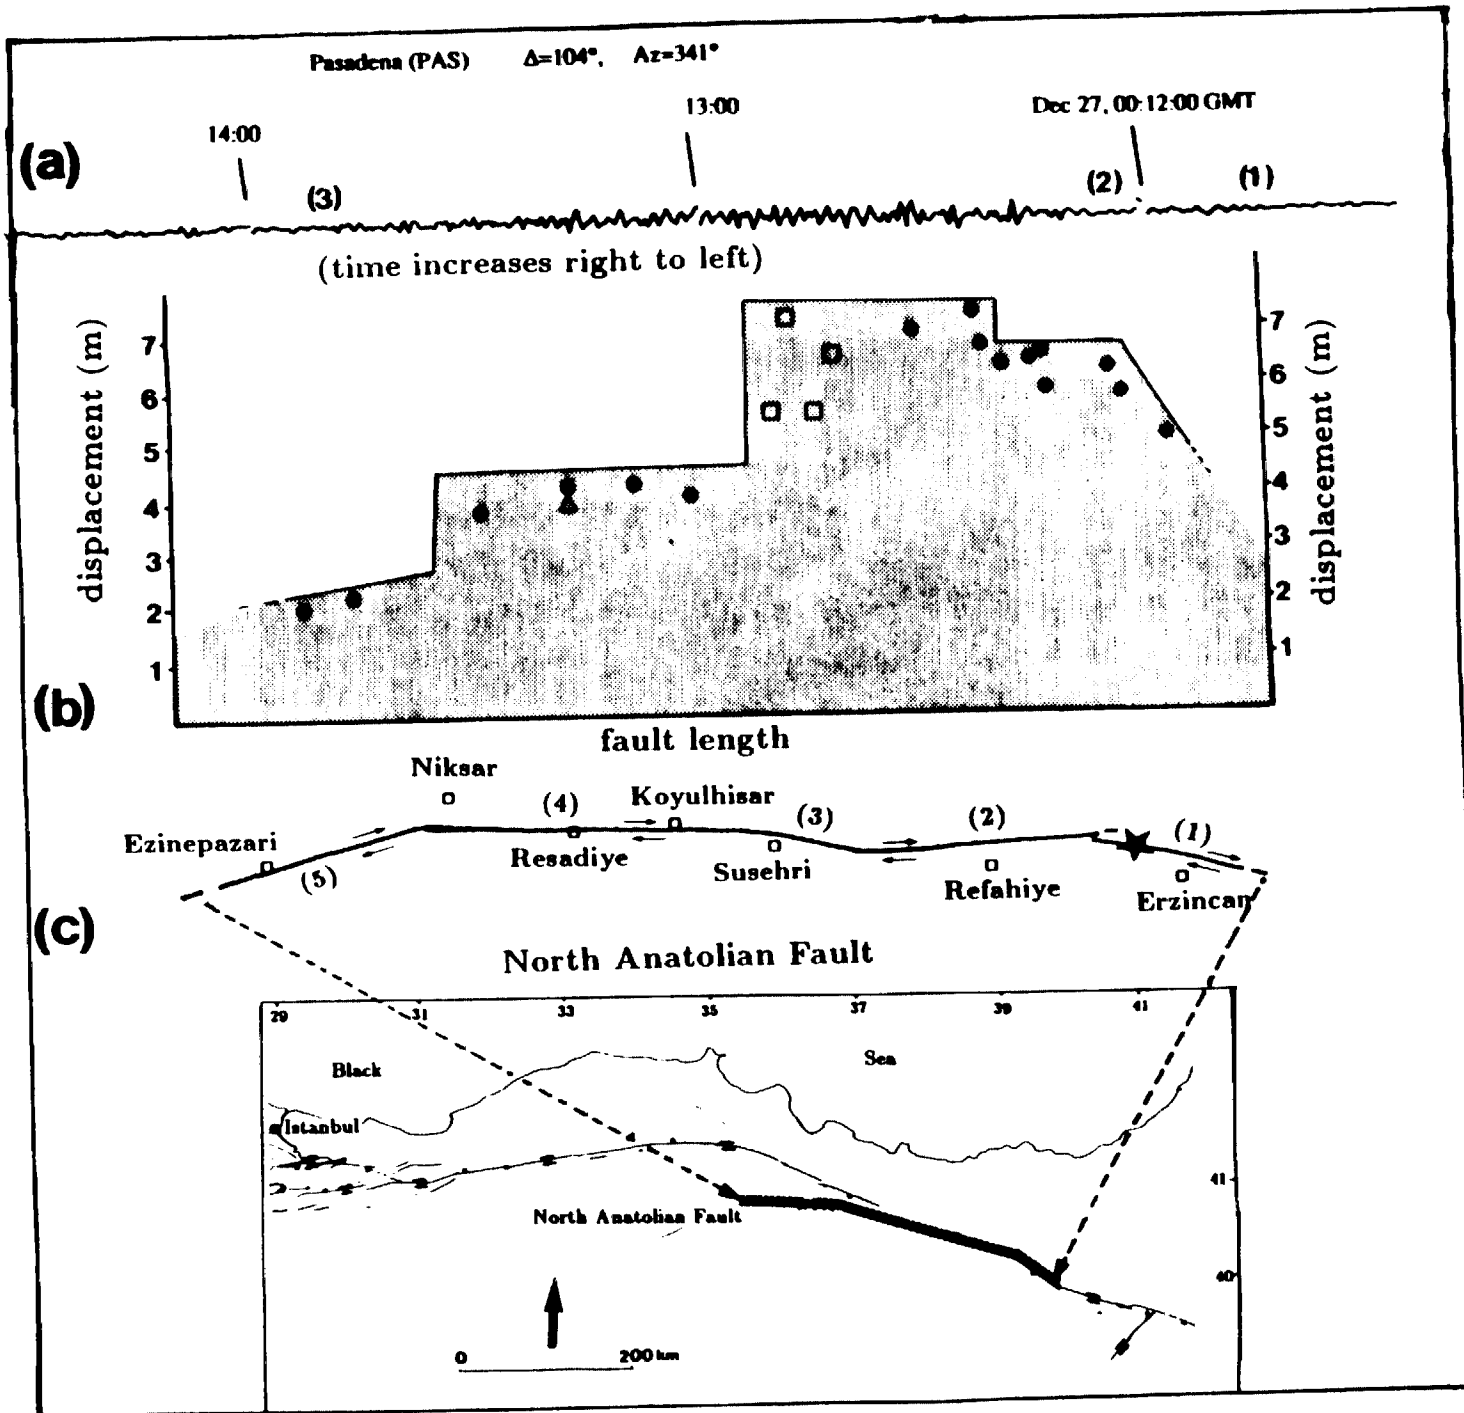 Pasadena (PAS) Δ=104°, Az=341°
14:00 13:00 Dec 27, 00:12:00 GMT
(a)
(3) (2) (1)
(time increases right to left)
displacement (m)
7
6
5
4
3
2
1
displacement (m)
7
6
5
4
3
2
1
(b)
fault length
Niksar
(4) Koyulhisar (3) (2) (1)
Ezinepazari
Resadiye Susehri Refahiye Erzincan
(5)
(c)
North Anatolian Fault
29 31 33 35 37 39 41
Black Sea
Istanbul
41
North Anatolian Fault
40
0 200 km